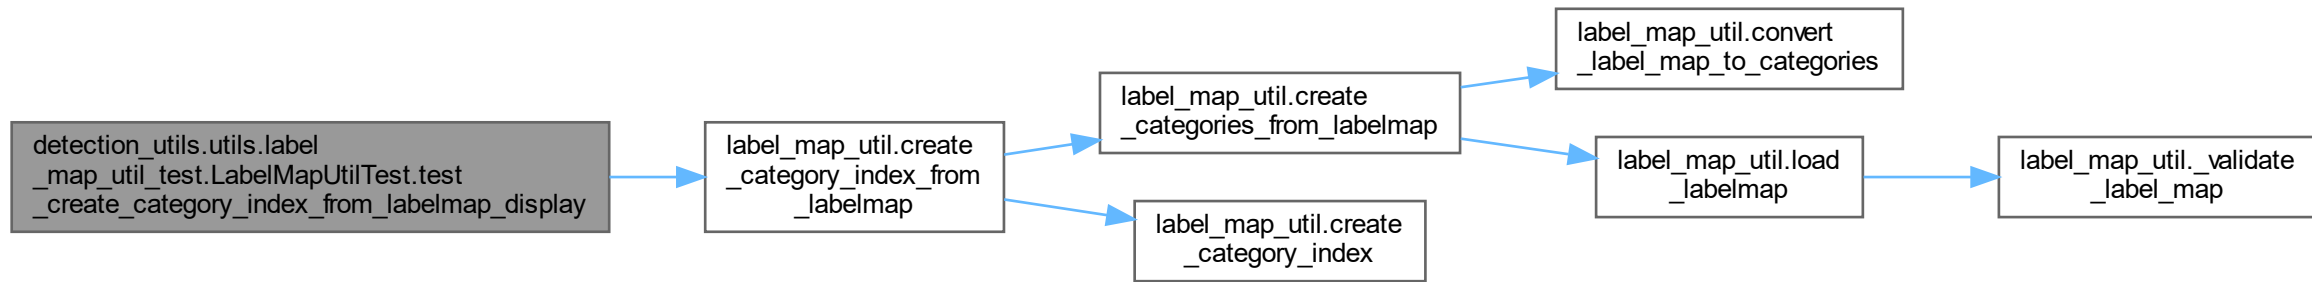 detection_utils.utils.label
_map_util_test.LabelMapUtilTest.test
_create_category_index_from_labelmap_display
label_map_util.create
_category_index_from
_labelmap
label_map_util.create
_categories_from_labelmap
label_map_util.create
_category_index
label_map_util.convert
_label_map_to_categories
label_map_util.load
_labelmap
label_map_util._validate
_label_map